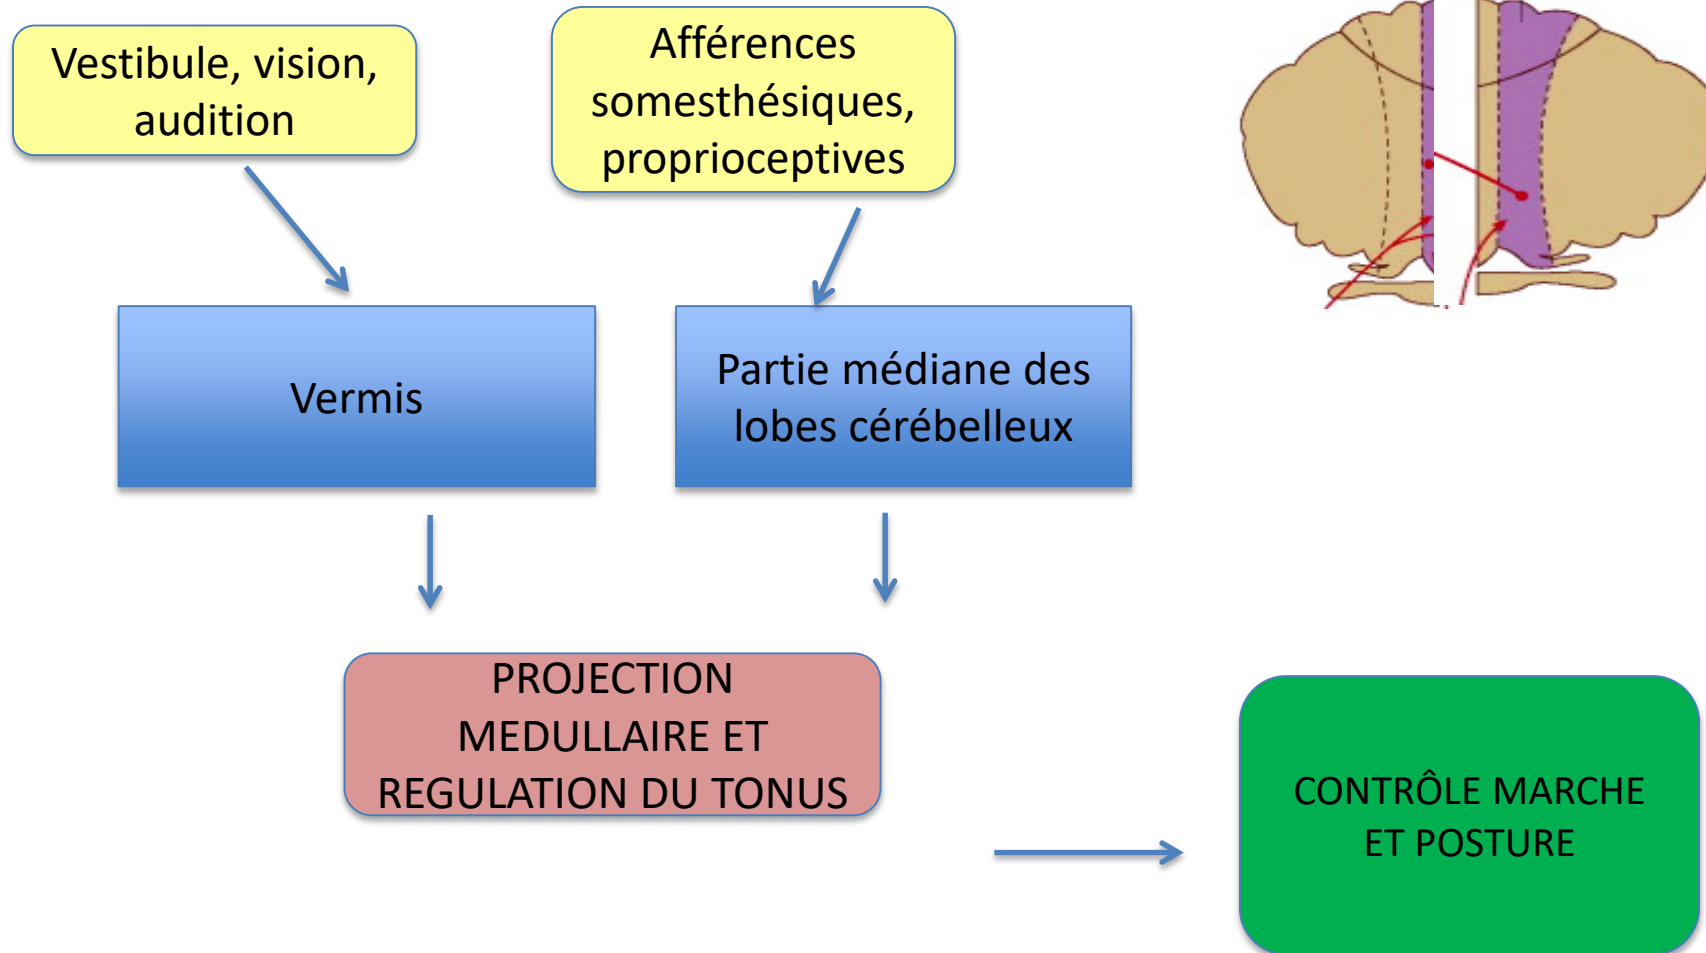 Vestibule, vision,
audition
Afférences
somesthésiques,
proprioceptives
Vermis
Partie médiane des
lobes cérébelleux
PROJECTION
MEDULLAIRE ET
REGULATION DU TONUS
CONTRÔLE MARCHE
ET POSTURE